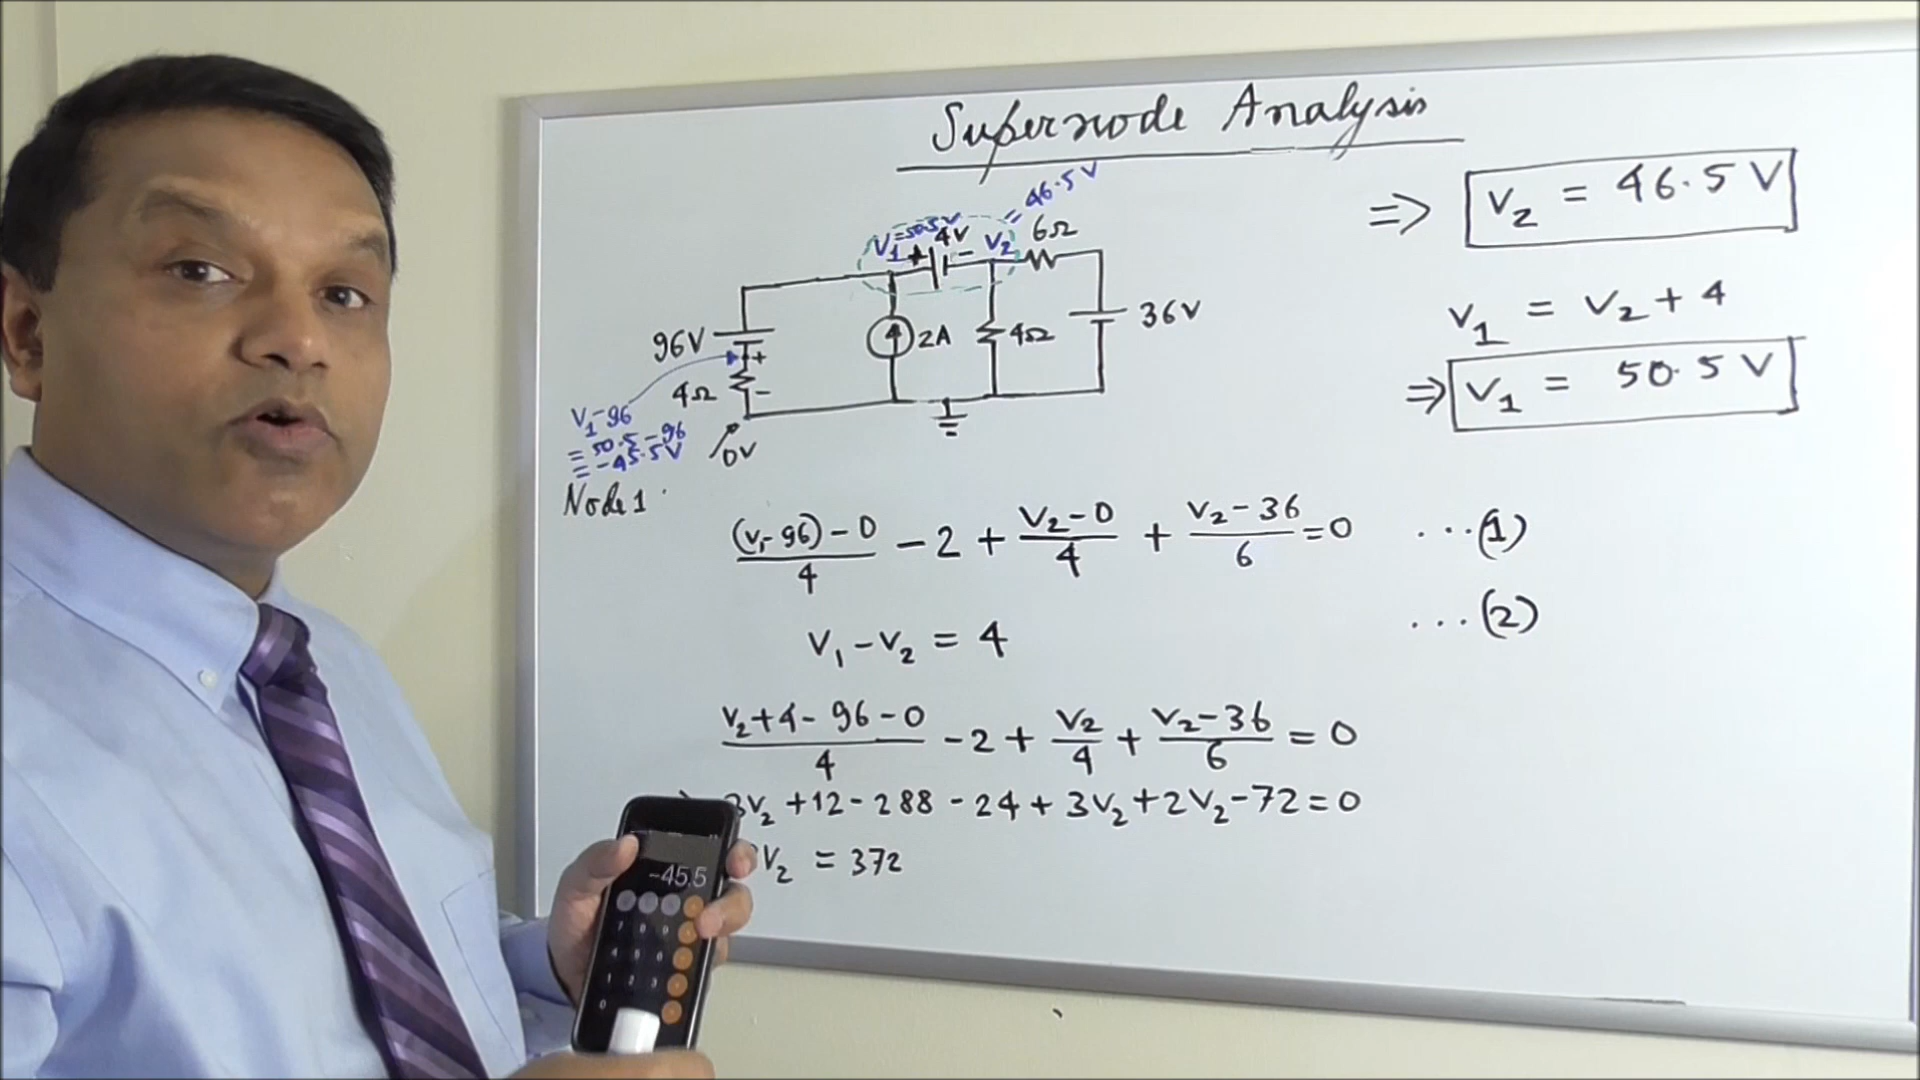 Supernode Analysis
= 46.5 V
V₁=50.5V
+ 4V -
V₂
6Ω
96V
+
4Ω
-
2A
4Ω
36V
V₁-96
= 50.5-96
= -45.5V
0V
Node 1
(v₁-96)-0/4 - 2 + V₂-0/4 + V₂-36/6 = 0 ...(1)
V₁-V₂ = 4 ...(2)
V₂+4-96-0/4 -2+ V₂/4 + V₂-36/6 = 0
3V₂ +12-288-24+3V₂+2V₂-72=0
V₂ = 372
⇒ V₂ = 46.5 V
V₁ = V₂+4
⇒ V₁ = 50.5 V
-45.5